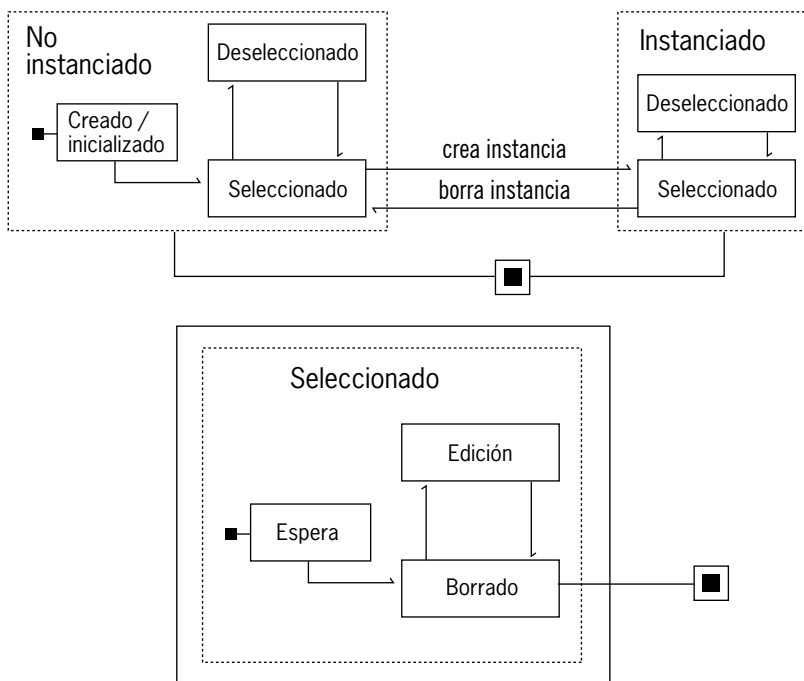 No
instanciado
Deseleccionado
Creado /
inicializado
Seleccionado
crea instancia
borra instancia
Instanciado
Deseleccionado
Seleccionado
Seleccionado
Edición
Espera
Borrado